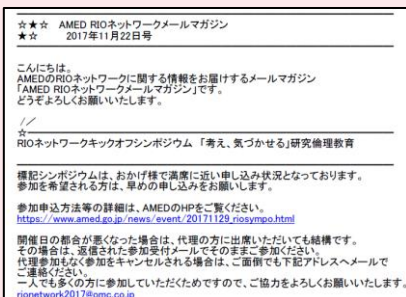 ☆★☆ AMED RIOネットワークメールマガジン
★☆ 2017年11月22日号
こんにちは。
AMEDのRIOネットワークに関する情報をお届けするメールマガジン
「AMED RIOネットワークメールマガジン」です。
どうぞよろしくお願いいたします。
//
☆
RIOネットワークキックオフシンポジウム 「考え、気づかせる」研究倫理教育
標記シンポジウムは、おかげ様で満席に近い申し込み状況となっております。
参加を希望される方は、早めの申し込みをお願いします。
参加申込方法等の詳細は、AMEDのHPをご覧ください。
https://www.amed.go.jp/news/event/20171129_riosympo.html
開催日の都合が悪くなった場合は、代理の方に出席いただいても結構です。
その場合は、返信された参加受付メールでそのままご参加ください。
代理参加もなく参加をキャンセルされる場合は、ご面倒でも下記アドレスへメールで
ご連絡ください。
一人でも多くの方に参加していただくためですので、ご協力をよろしくお願いいたします。
rionetwork2017@omc.co.jp